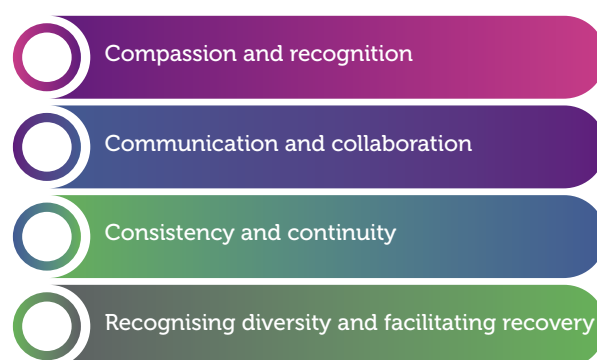 Compassion and recognition
Communication and collaboration
Consistency and continuity
Recognising diversity and facilitating recovery